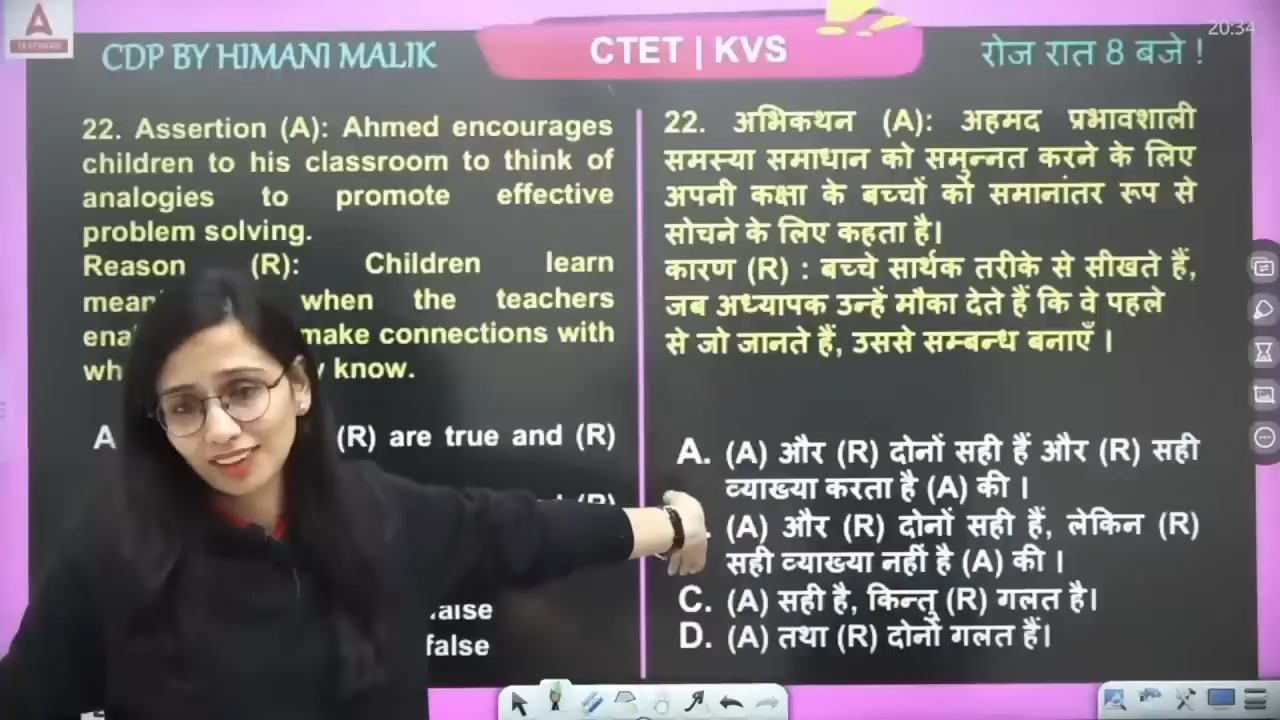 A
TEACHERS
CDP BY HIMANI MALIK
CTET | KVS
रोज रात 8 बजे !
20:34
22. Assertion (A): Ahmed encourages
children to his classroom to think of
analogies to promote effective
problem solving.
Reason (R): Children learn
when the teachers
make connections with
know.
A (R) are true and (R)
(R)
false
false
22. अभिकथन (A): अहमद प्रभावशाली
समस्या समाधान को समुन्नत करने के लिए
अपनी कक्षा के बच्चों को समानांतर रूप से
सोचने के लिए कहता है।
कारण (R) : बच्चे सार्थक तरीके से सीखते हैं,
जब अध्यापक उन्हें मौका देते हैं कि वे पहले
से जो जानते हैं, उससे सम्बन्ध बनाएँ ।
A. (A) और (R) दोनों सही हैं और (R) सही
व्याख्या करता है (A) की ।
(A) और (R) दोनों सही हैं, लेकिन (R)
सही व्याख्या नहीं है (A) की ।
C. (A) सही है, किन्तु (R) गलत है।
D. (A) तथा (R) दोनों गलत हैं।